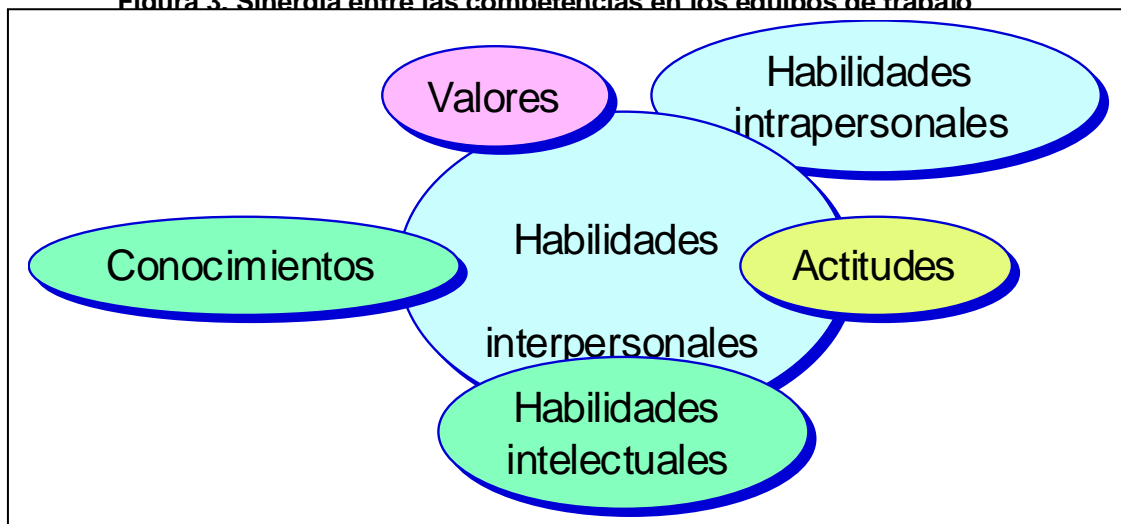 Figura 3. Sinergia entre las competencias en los equipos de trabajo
Valores
Habilidades
intrapersonales
Conocimientos
Habilidades
interpersonales
Actitudes
Habilidades
intelectuales